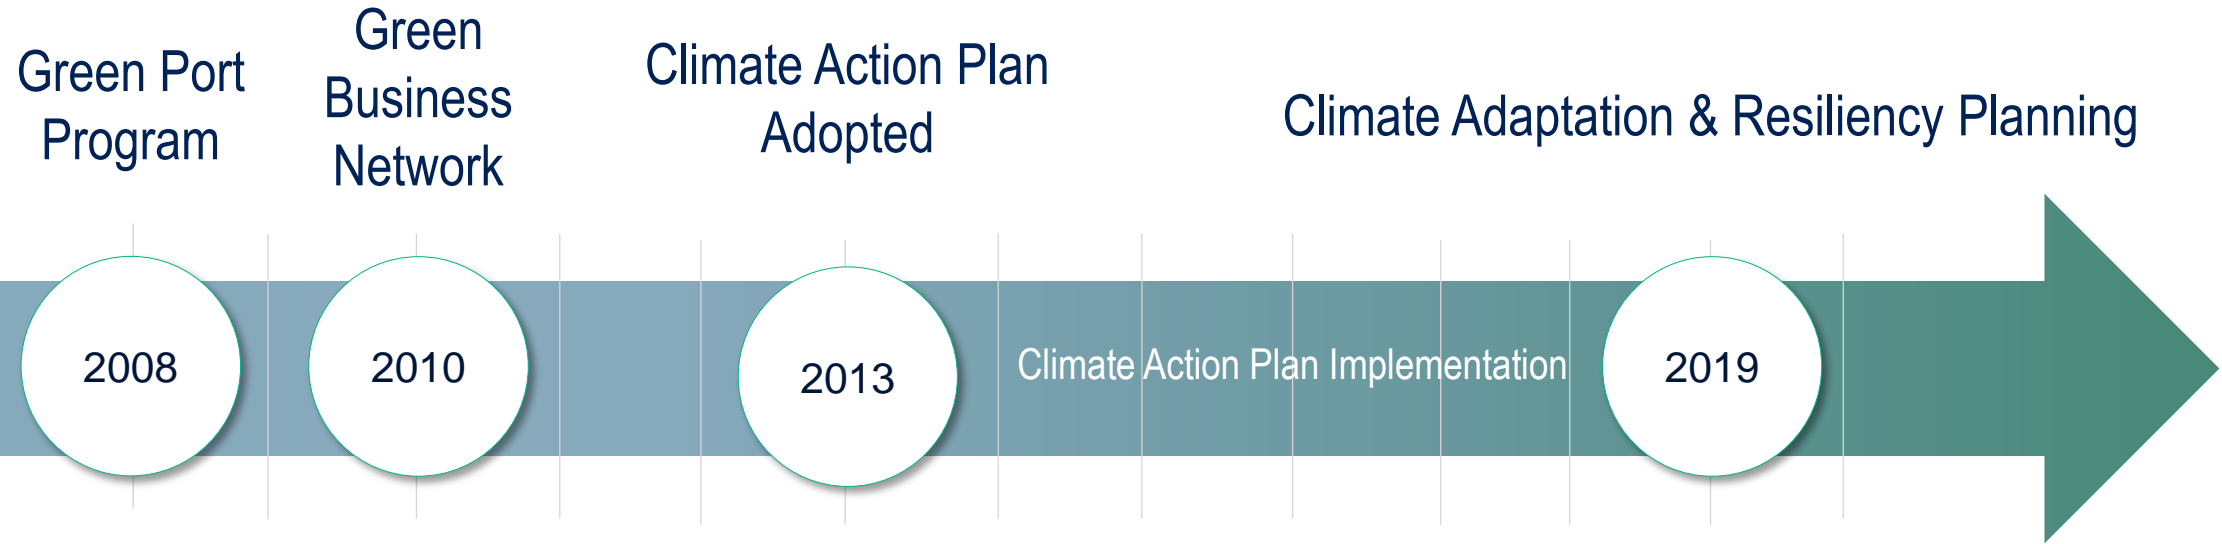 Green Port
Program
Green
Business
Network
Climate Action Plan
Adopted
Climate Adaptation & Resiliency Planning
2008
2010
2013
Climate Action Plan Implementation
2019